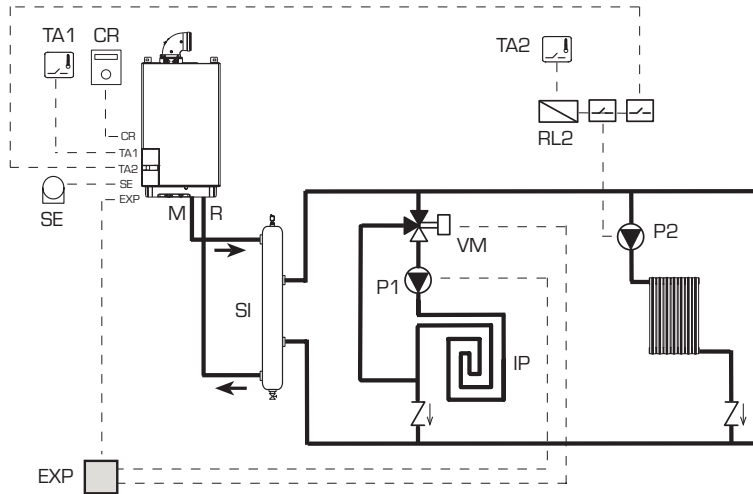 TA1 CR
TA2
RL2
CR
TA1
TA2
SE
EXP
SE
M R
VM
P2
P1
SI
IP
EXP